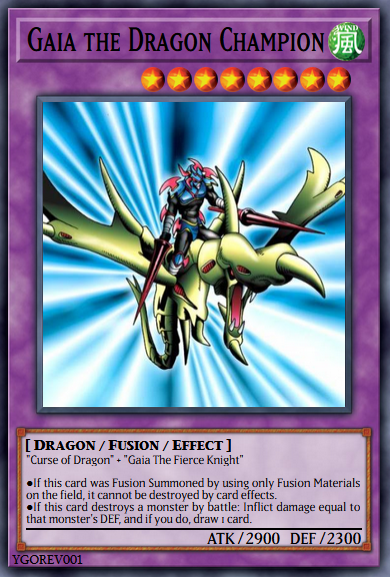 Gaia the Dragon Champion
WIND
風
[ Dragon / Fusion / Effect ]
"Curse of Dragon" + "Gaia The Fierce Knight"
●If this card was Fusion Summoned by using only Fusion Materials
on the field, it cannot be destroyed by card effects.
●If this card destroys a monster by battle: Inflict damage equal to
that monster's DEF, and if you do, draw 1 card.
ATK/2900 DEF/2300
YGOREV001